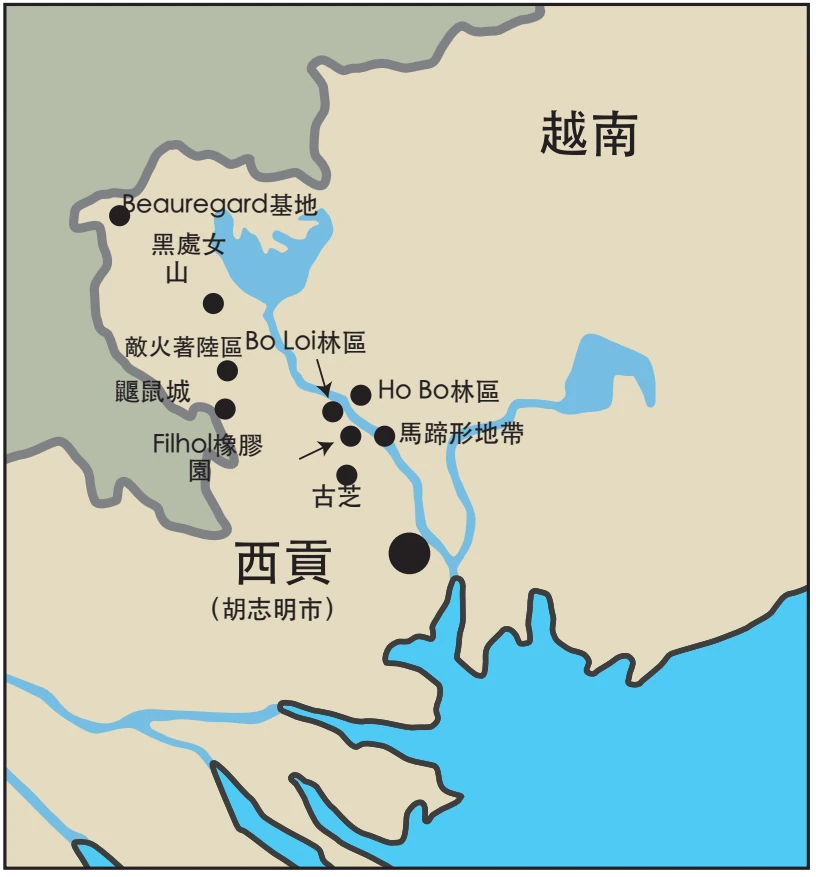 越南
Beauregard基地
黑處女
山
敵火著陸區
Bo Loi林區
鼴鼠城
Ho Bo林區
馬蹄形地帶
Filhol橡膠
園
古芝
西貢
(胡志明市)